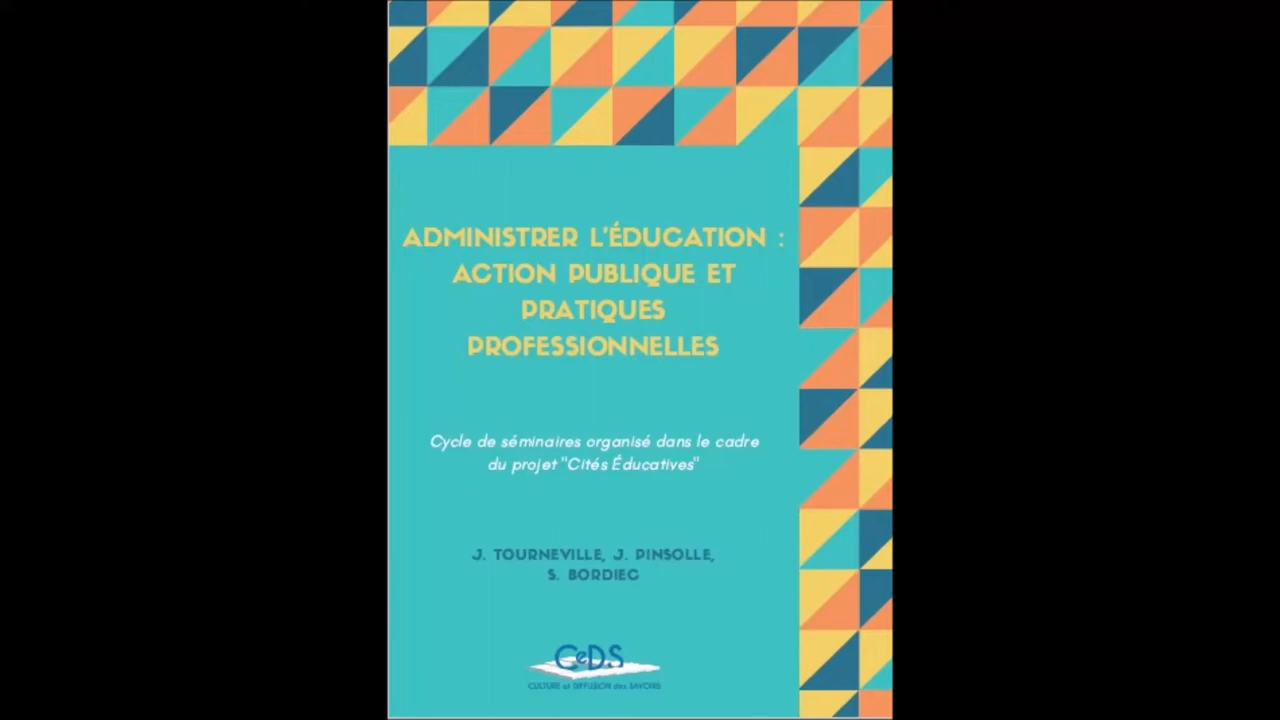 ADMINISTRER L'ÉDUCATION :
ACTION PUBLIQUE ET
PRATIQUES
PROFESSIONNELLES
Cycle de séminaires organisé dans le cadre
du projet "Cités Éducatives"
J. TOURNEVILLE, J. PINSOLLE,
S. BORDIEC
CeDS
CULTURE et DIFFUSION des SAVOIRS